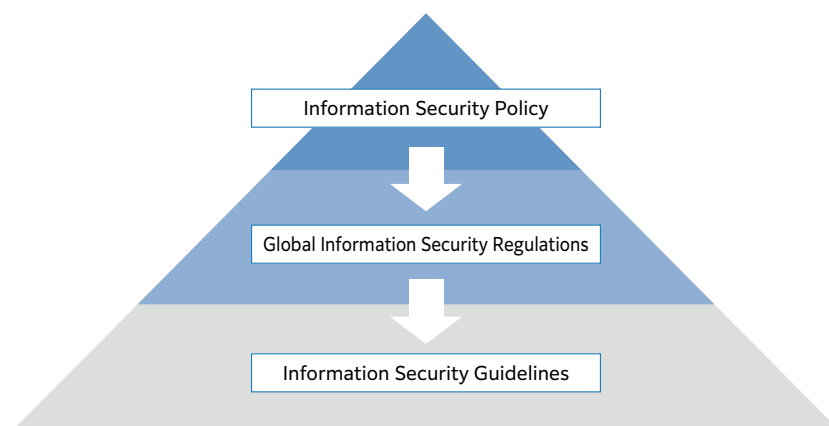 Information Security Policy
Global Information Security Regulations
Information Security Guidelines